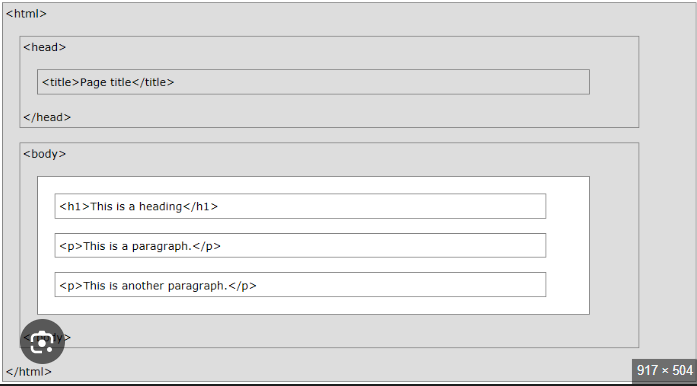 <html>
<head>
<title>Page title</title>
</head>
<body>
<h1>This is a heading</h1>
<p>This is a paragraph.</p>
<p>This is another paragraph.</p>
</body>
</html>
917 × 504